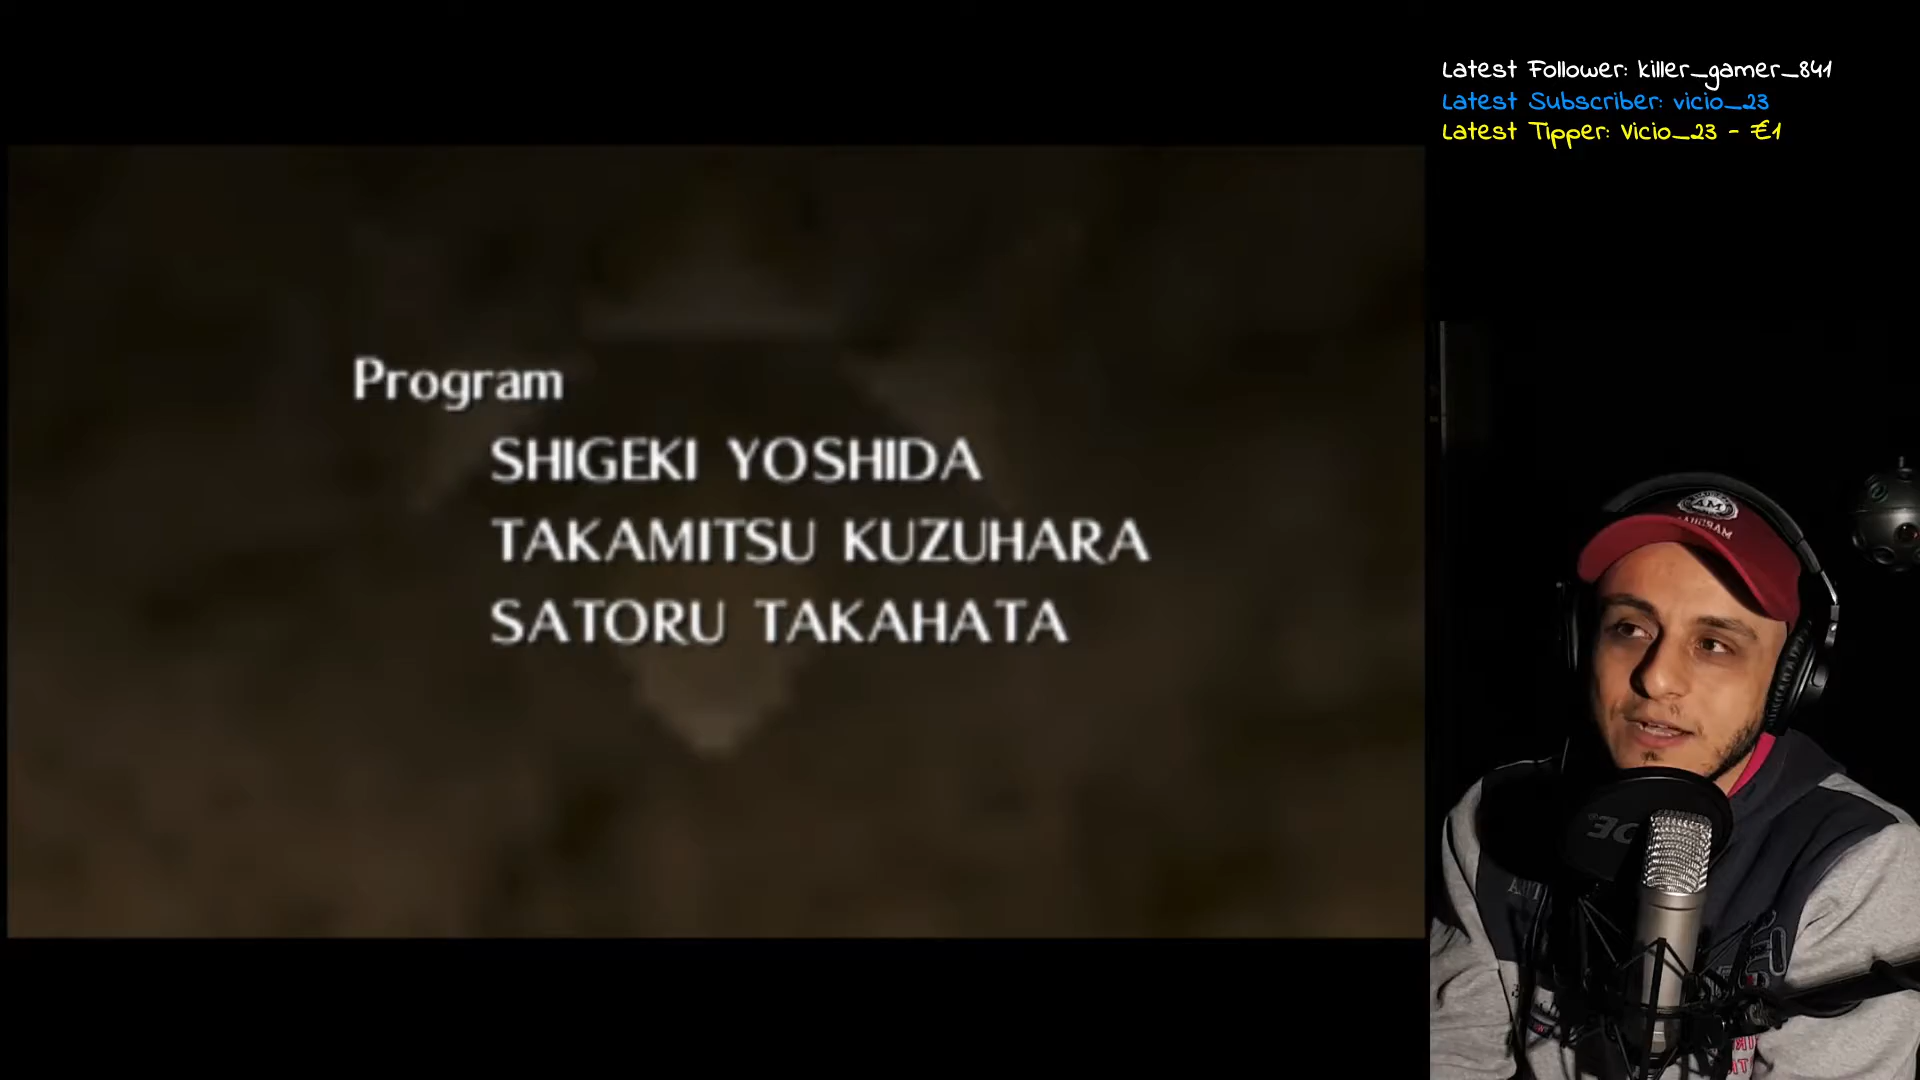 Latest Follower: killer_gamer_841
Latest Subscriber: vicio_23
Latest Tipper: Vicio_23 - €1
Program
SHIGEKI YOSHIDA
TAKAMITSU KUZUHARA
SATORU TAKAHATA